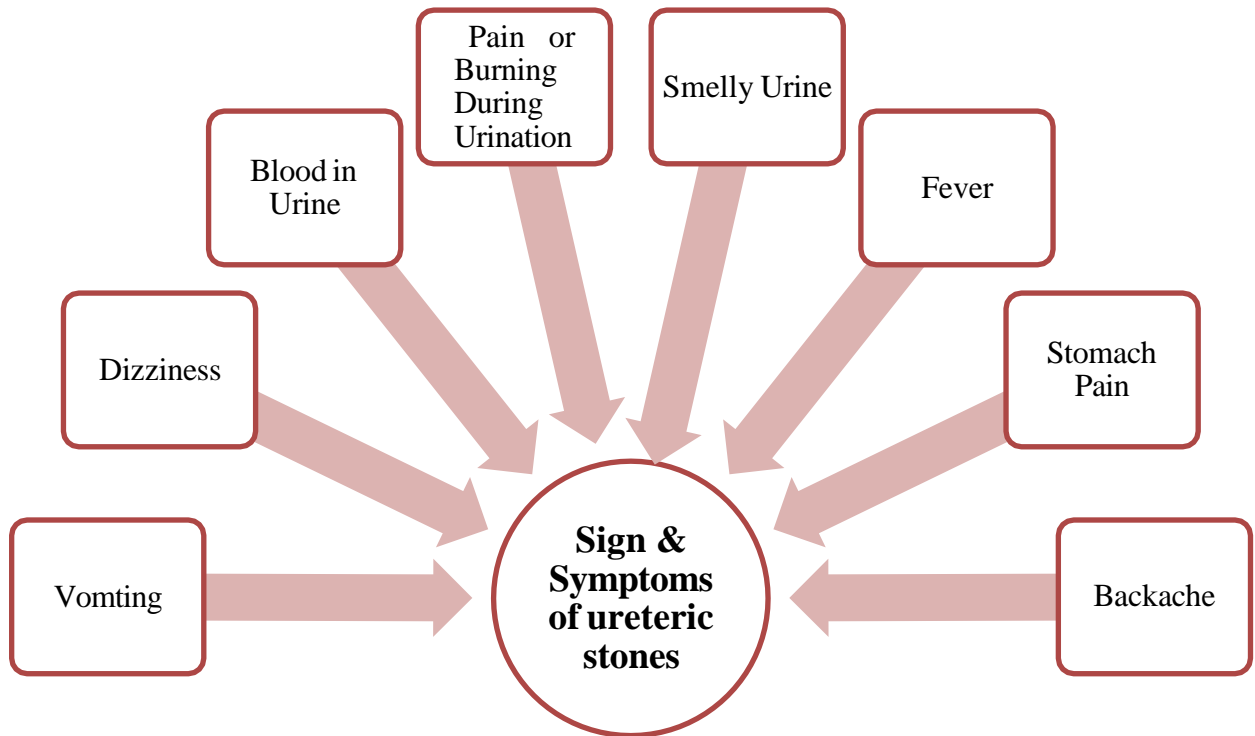 Pain or
Burning
During
Urination
Smelly Urine
Blood in
Urine
Fever
Dizziness
Stomach
Pain
Vomting
Sign &
Symptoms
of ureteric
stones
Backache